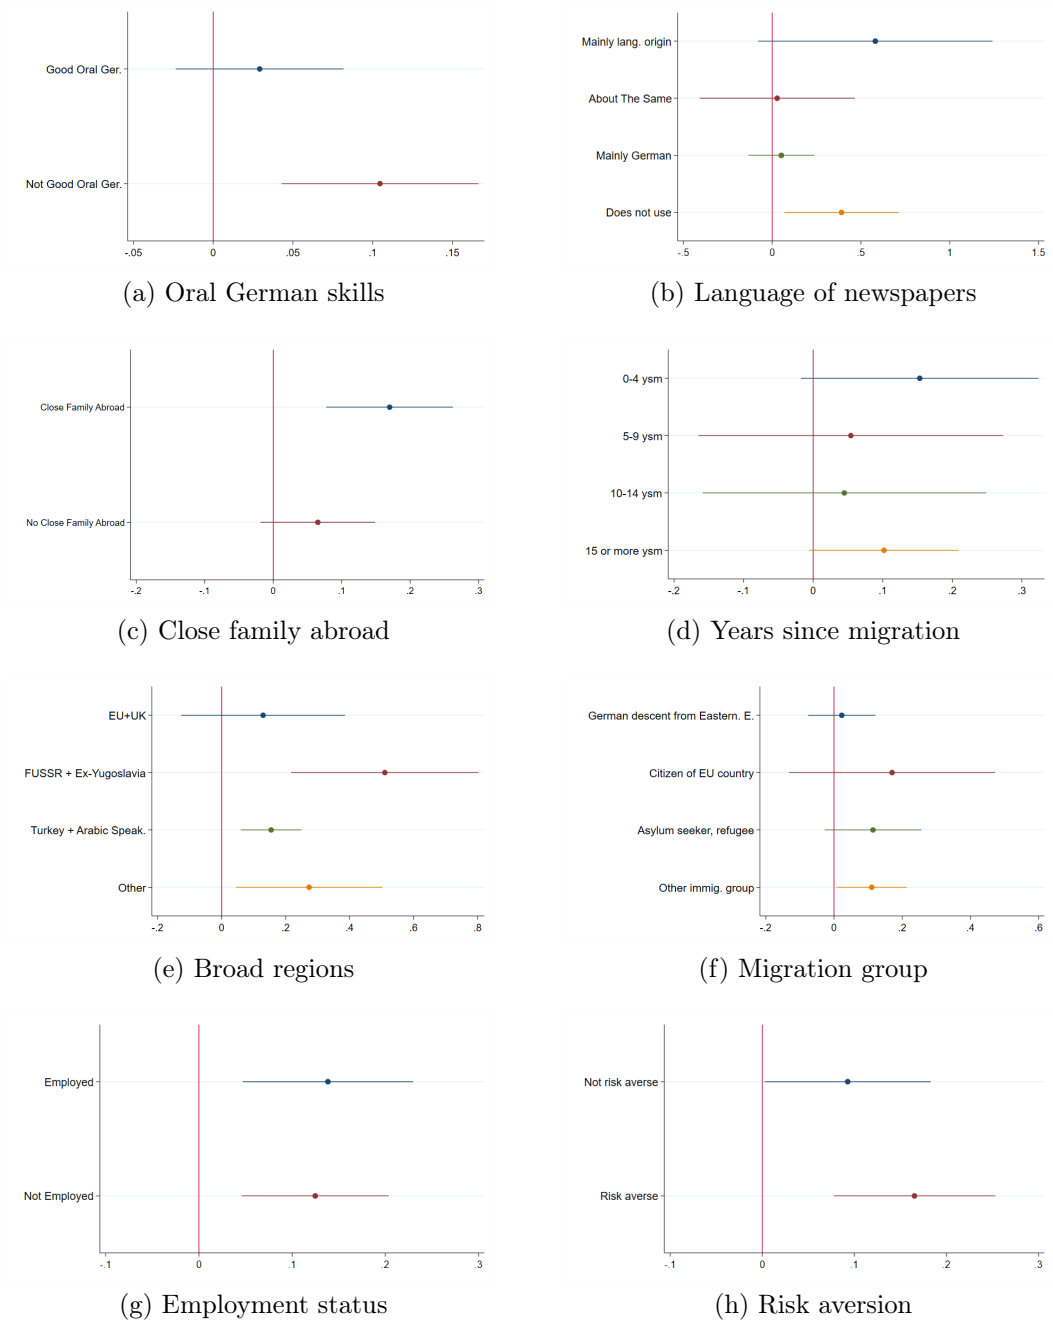 Good Oral Ger.
Not Good Oral Ger.
-.05 0 .05 .1 .15
(a) Oral German skills
Mainly lang. origin
About The Same
Mainly German
Does not use
-.5 0 .5 1 1.5
(b) Language of newspapers
Close Family Abroad
No Close Family Abroad
-.2 -.1 0 .1 .2 .3
(c) Close family abroad
0-4 ysm
5-9 ysm
10-14 ysm
15 or more ysm
-.2 -.1 0 .1 .2 .3
(d) Years since migration
EU+UK
FUSSR + Ex-Yugoslavia
Turkey + Arabic Speak.
Other
-.2 0 .2 .4 .6 .8
(e) Broad regions
German descent from Eastern. E.
Citizen of EU country
Asylum seeker, refugee
Other immig. group
-.2 0 .2 .4 .6
(f) Migration group
Employed
Not Employed
-.1 0 .1 .2 .3
(g) Employment status
Not risk averse
Risk averse
-.1 0 .1 .2 .3
(h) Risk aversion